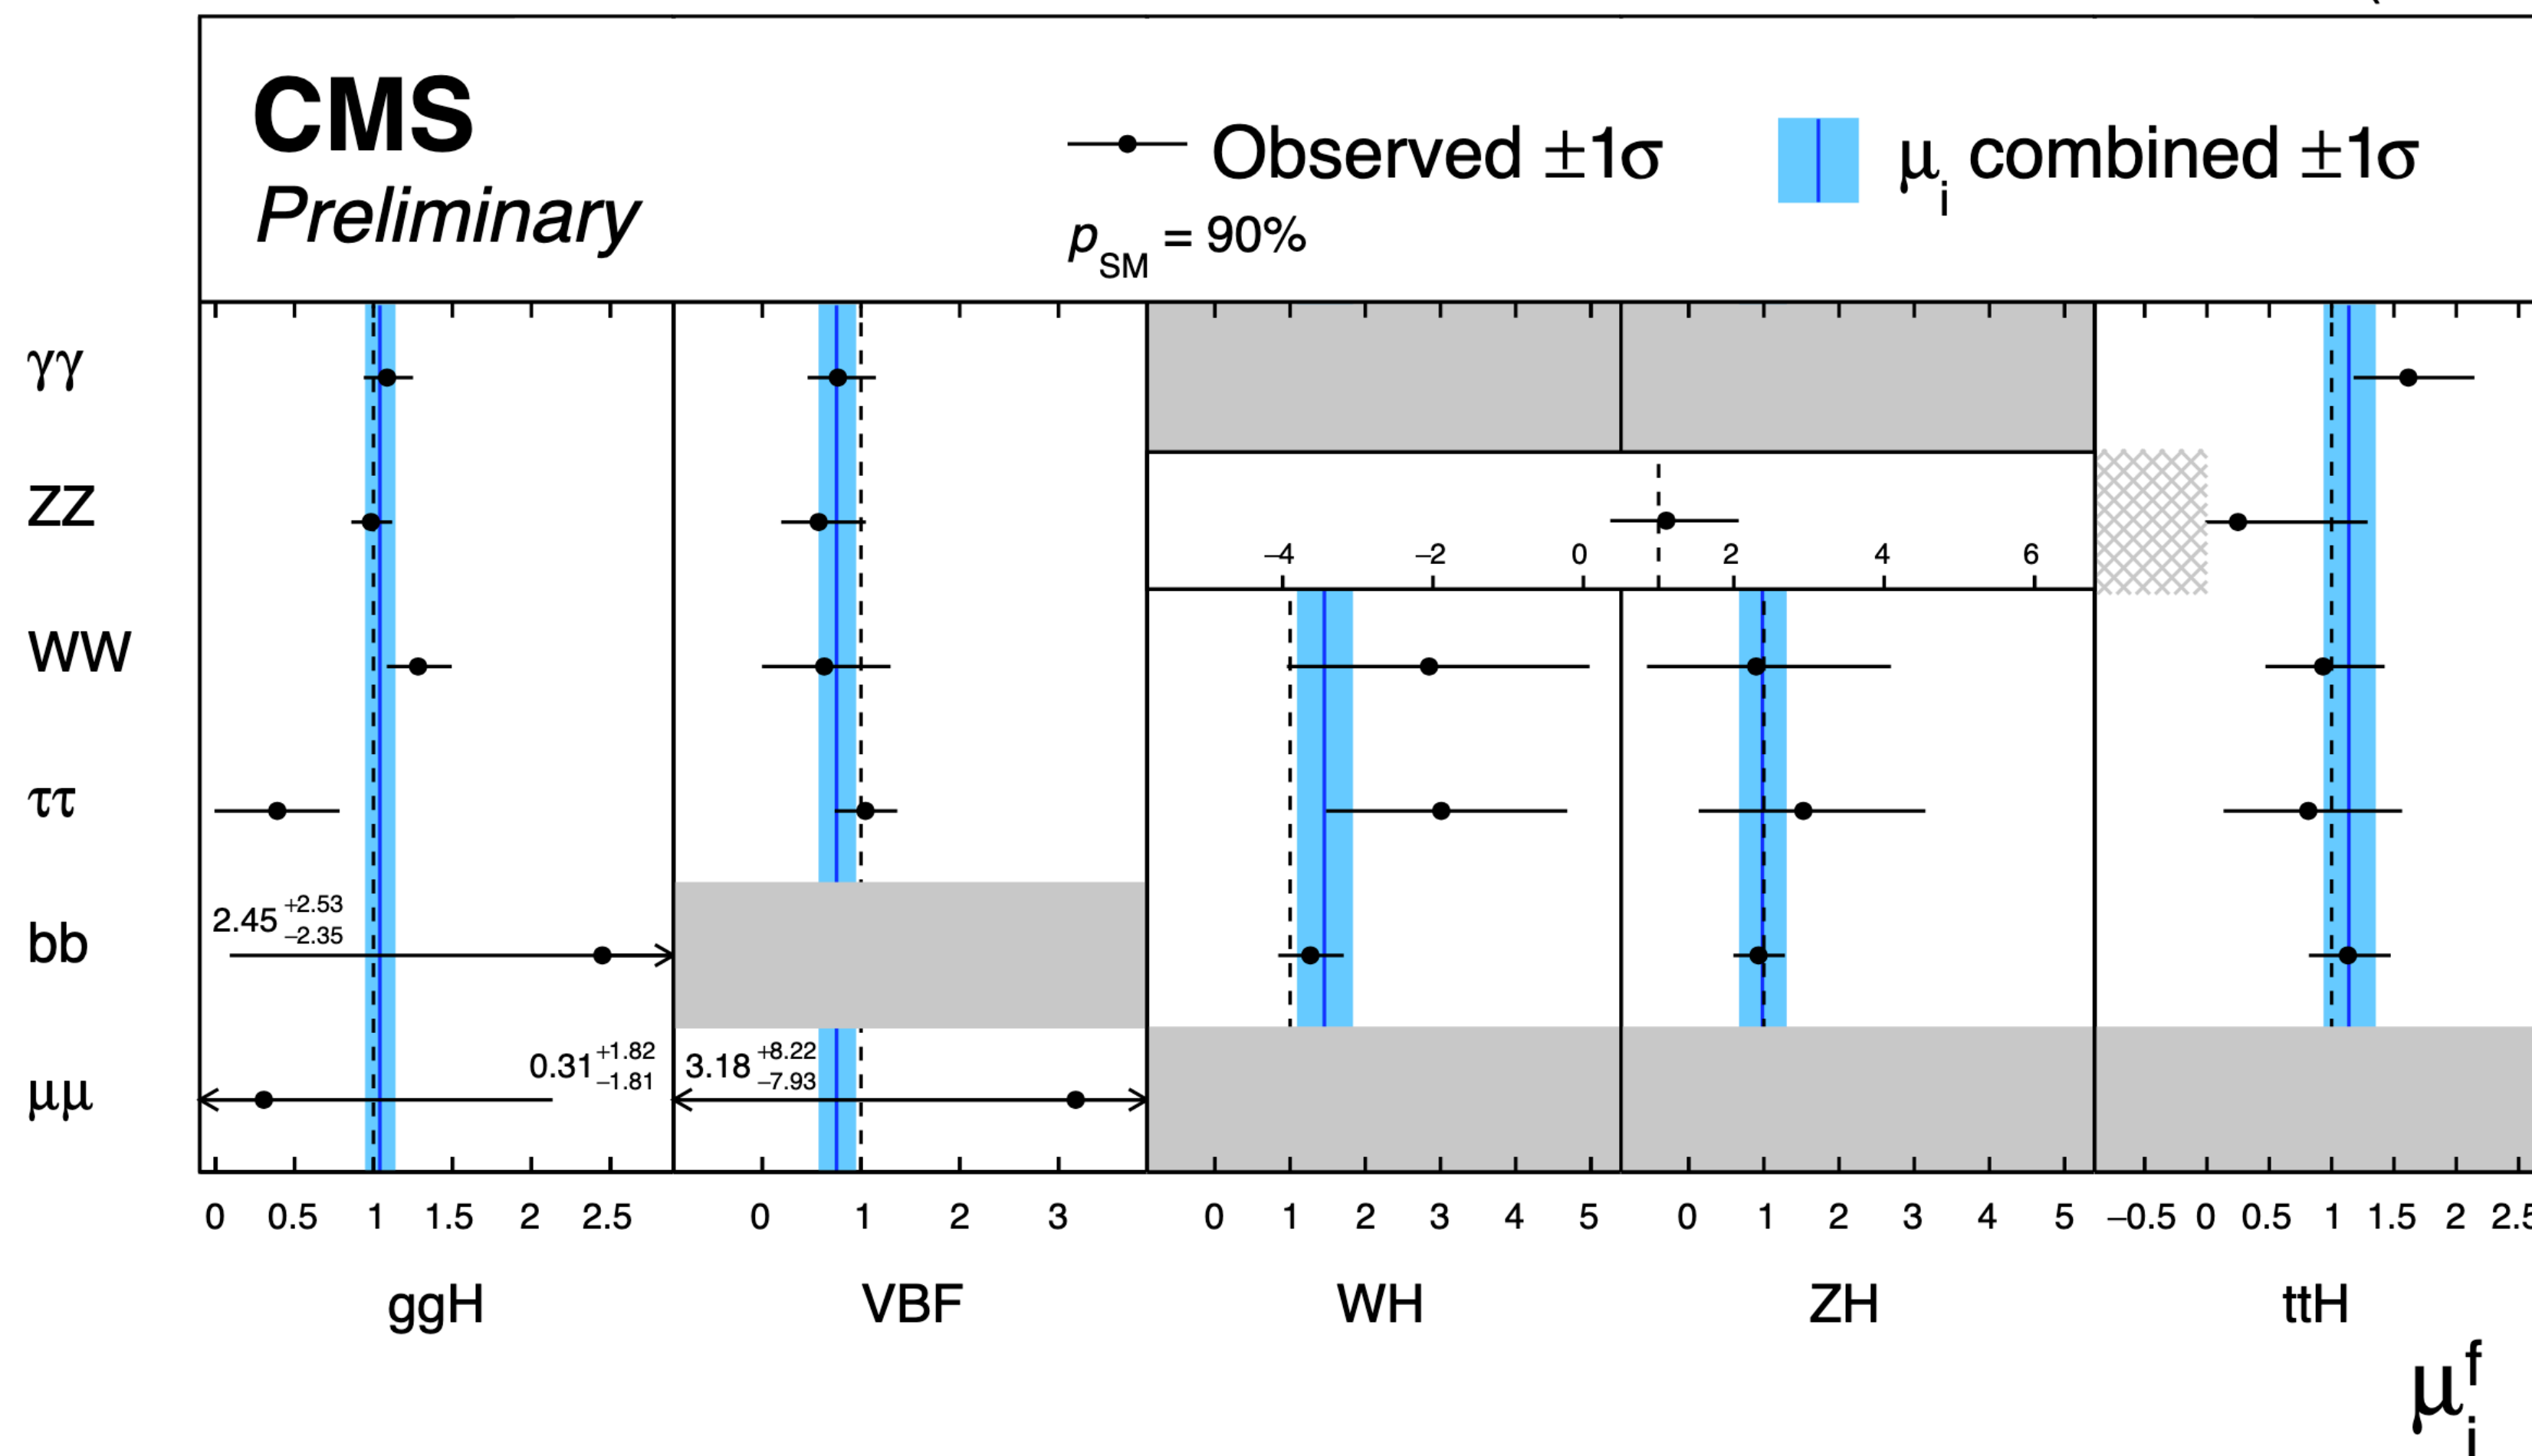 CMS
Preliminary
Observed ±1σ
μi combined ±1σ
pSM = 90%
γγ
ZZ
−4 −2 0 2 4 6
WW
ττ
bb
2.45 +2.53 −2.35
μμ
0.31 +1.82 −1.81
3.18 +8.22 −7.93
0 0.5 1 1.5 2 2.5
0 1 2 3
0 1 2 3 4 5
0 1 2 3 4 5
−0.5 0 0.5 1 1.5 2 2.5
ggH VBF WH ZH ttH
μ f i